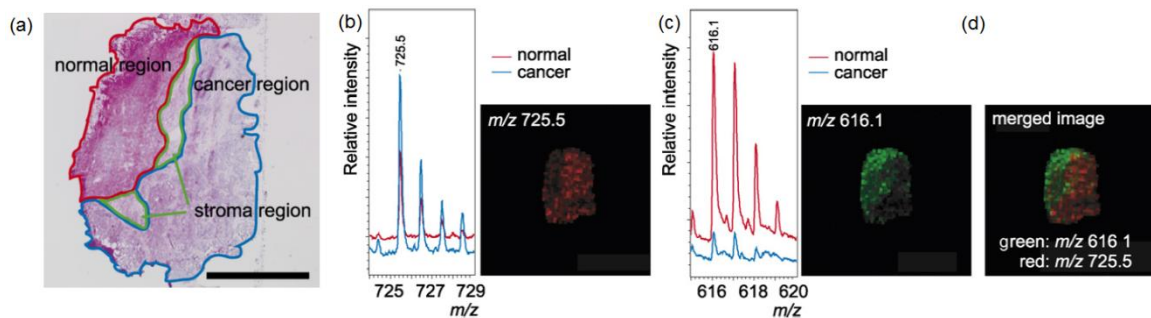 (a)
normal region
cancer region
stroma region
(b)
Relative intensity
725.5
normal
cancer
m/z 725.5
725 727 729
m/z
(c)
Relative intensity
616.1
normal
cancer
m/z 616.1
616 618 620
m/z
(d)
merged image
green: m/z 616 1
red: m/z 725.5